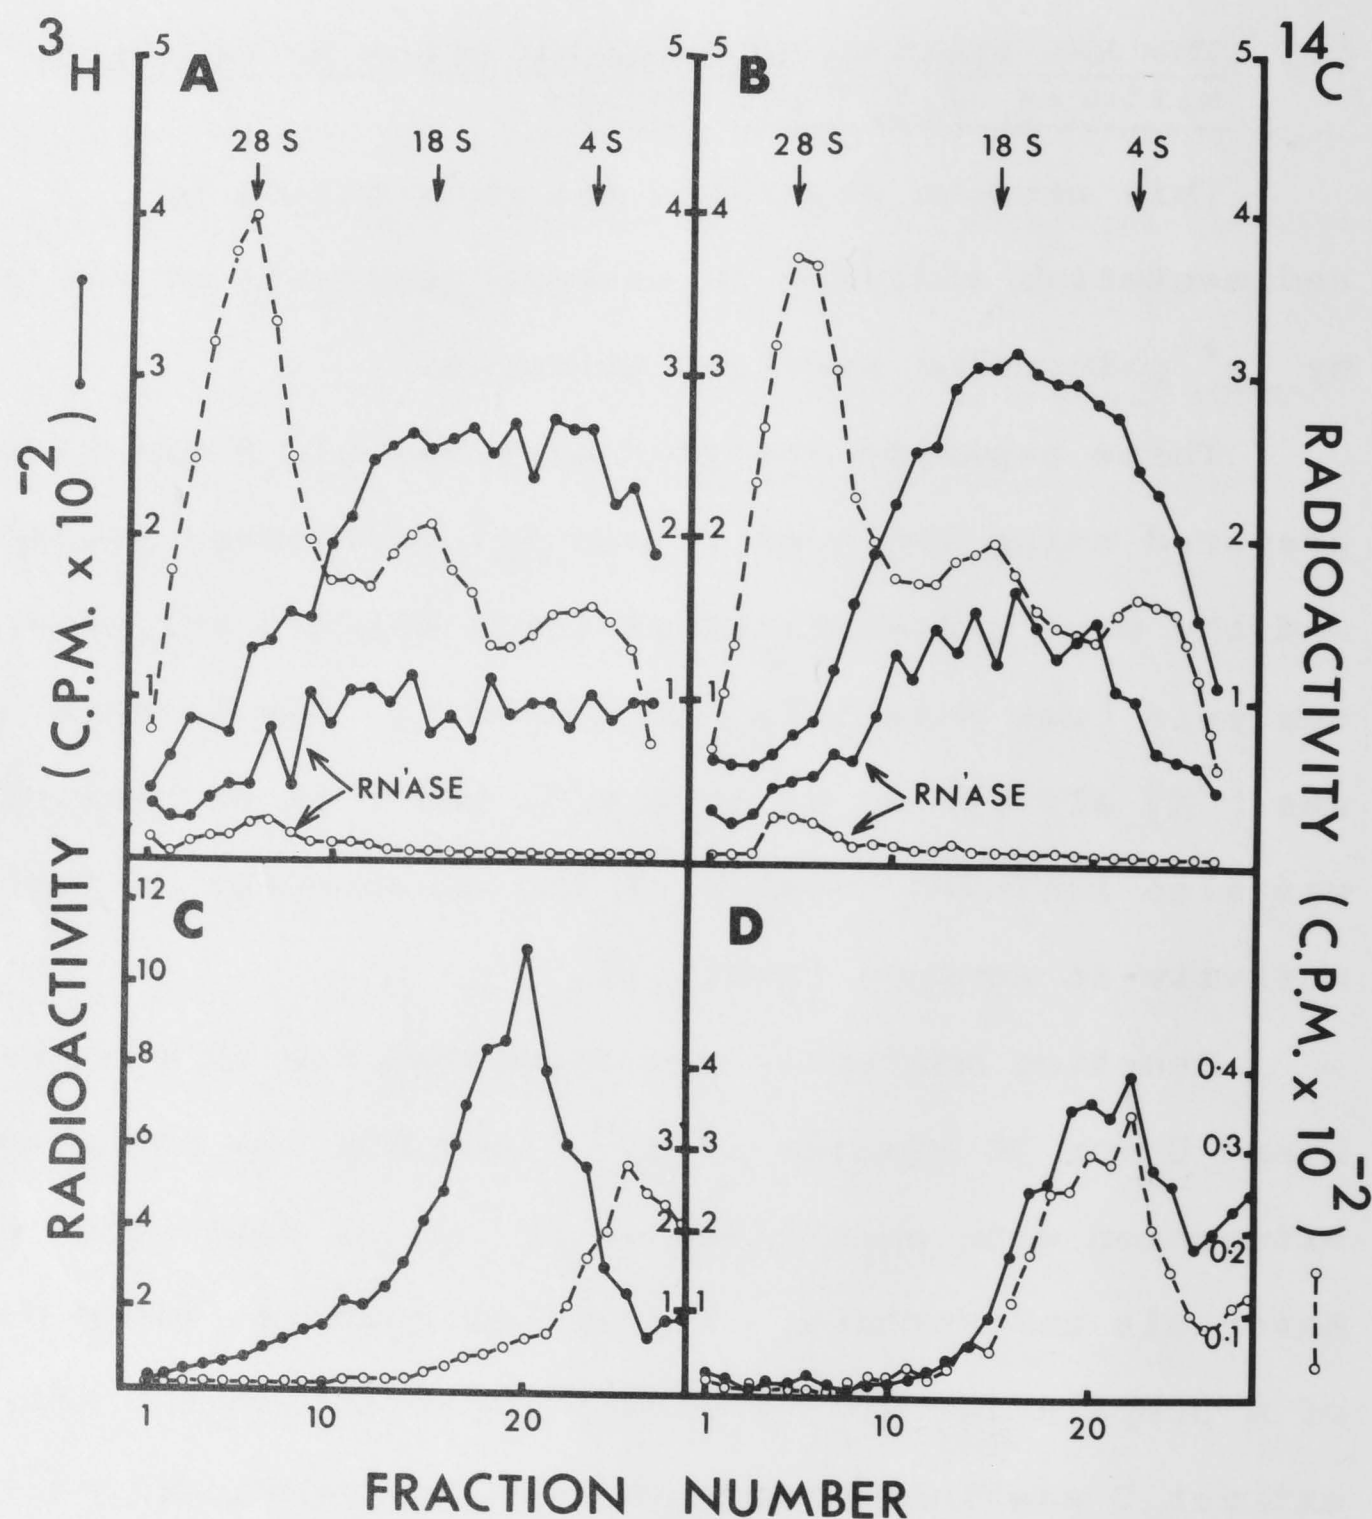 3H 5 A 5 5 B 5 14C
28 S 18 S 4 S 28 S 18 S 4 S
4 4 4 4
3 3 3 3
2 2 2 2
1 1 1 1
RN'ASE RN'ASE
RADIOACTIVITY (C.P.M. x 10-2)
RADIOACTIVITY (C.P.M. x 10-2)
12 C D
10
8 4 0·4
6 3 3 0·3
4 2 2 0·2
2 1 1 0·1
1 10 20 1 10 20
FRACTION NUMBER